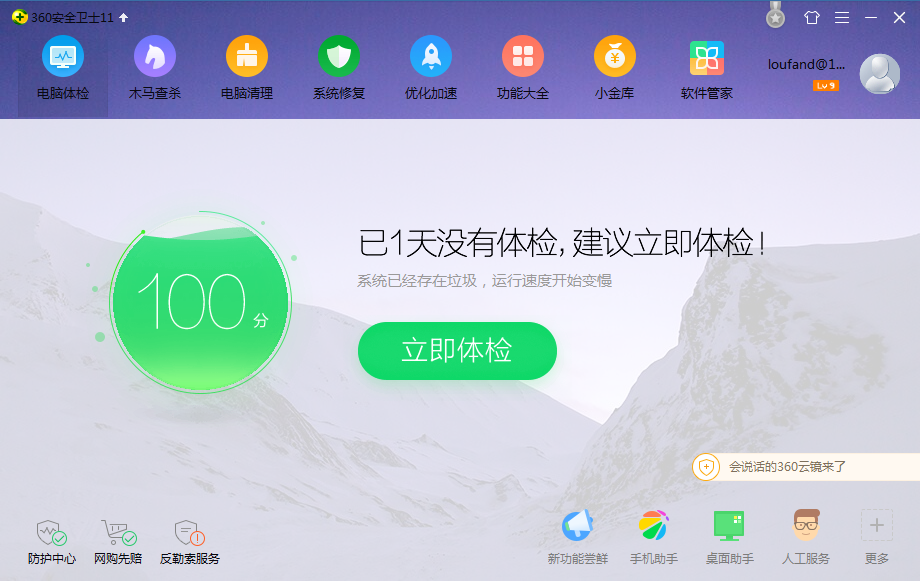 360安全卫士11
电脑体检
木马查杀
电脑清理
系统修复
优化加速
功能大全
小金库
软件管家
loufand@1...
Lv 9
已1天没有体检, 建议立即体检！
系统已经存在垃圾，运行速度开始变慢
100分
立即体检
会说话的360云镜来了
防护中心
网购先赔
反勒索服务
新功能尝鲜
手机助手
桌面助手
人工服务
更多